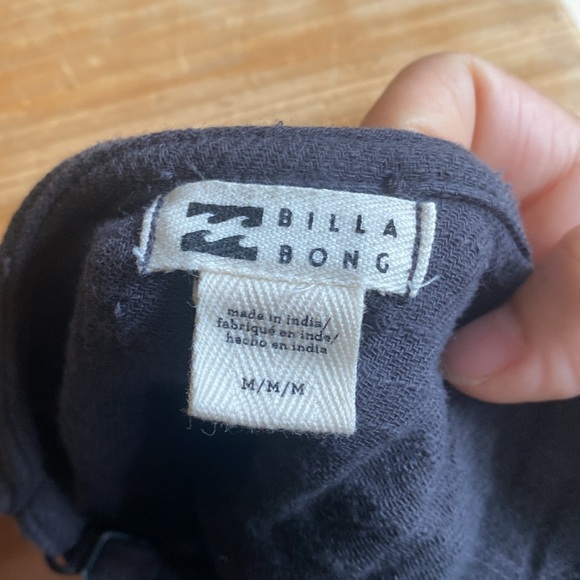 BILLA
BONG
made in india/
fabriqué en inde/
hecho en india
M/M/M